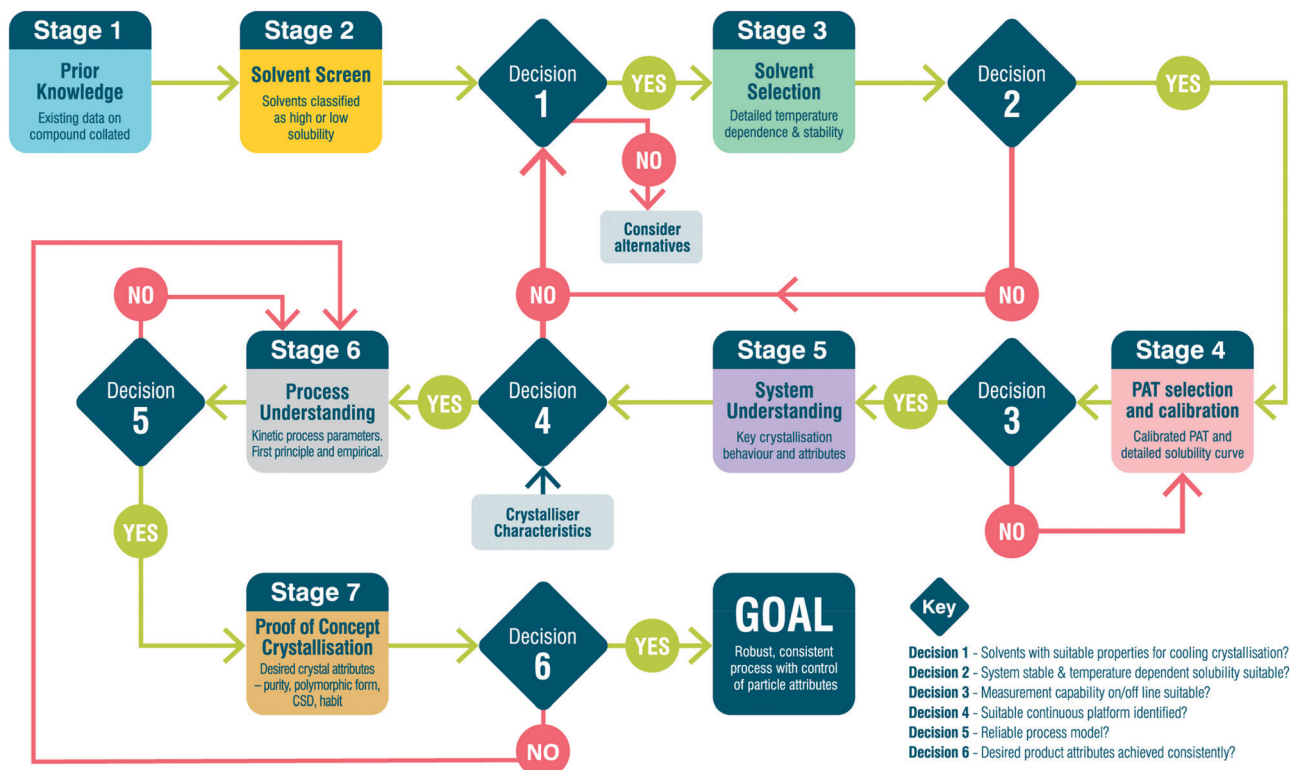 Stage 1
Prior
Knowledge
Existing data on
compound collated
Stage 2
Solvent Screen
Solvents classified
as high or low
solubility
Decision
1
YES
NO
Consider
alternatives
Stage 3
Solvent
Selection
Detailed temperature
dependence & stability
Decision
2
YES
NO
NO
NO
Decision
5
Stage 6
Process
Understanding
Kinetic process parameters.
First principle and empirical.
YES
Decision
4
Stage 5
System
Understanding
Key crystallisation
behaviour and attributes
YES
Decision
3
Stage 4
PAT selection
and calibration
Calibrated PAT and
detailed solubility curve
Crystalliser
Characteristics
NO
YES
Stage 7
Proof of Concept
Crystallisation
Desired crystal attributes
– purity, polymorphic form,
CSD, habit
Decision
6
YES
NO
GOAL
Robust, consistent
process with control
of particle attributes
Key
Decision 1 - Solvents with suitable properties for cooling crystallisation?
Decision 2 - System stable & temperature dependent solubility suitable?
Decision 3 - Measurement capability on/off line suitable?
Decision 4 - Suitable continuous platform identified?
Decision 5 - Reliable process model?
Decision 6 - Desired product attributes achieved consistently?